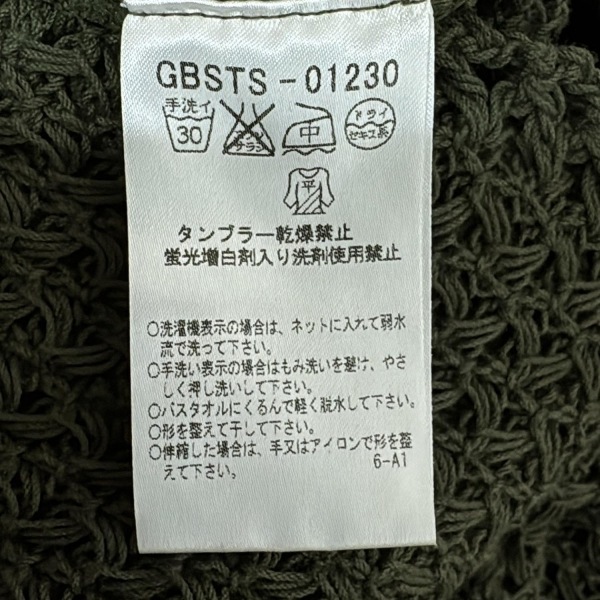 GBSTS-01230
手洗イ
30
エンソ
サラシ
中
ドライ
セキユ系
平
タンブラー乾燥禁止
蛍光増白剤入り洗剤使用禁止
○洗濯機表示の場合は、ネットに入れて弱水
流で洗って下さい。
○手洗い表示の場合はもみ洗いを避け、やさ
しく押し洗いして下さい。
○バスタオルにくるんで軽く脱水して下さい。
○形を整えて干して下さい。
○伸縮した場合は、手又はアイロンで形を整
えて下さい。
6-A1